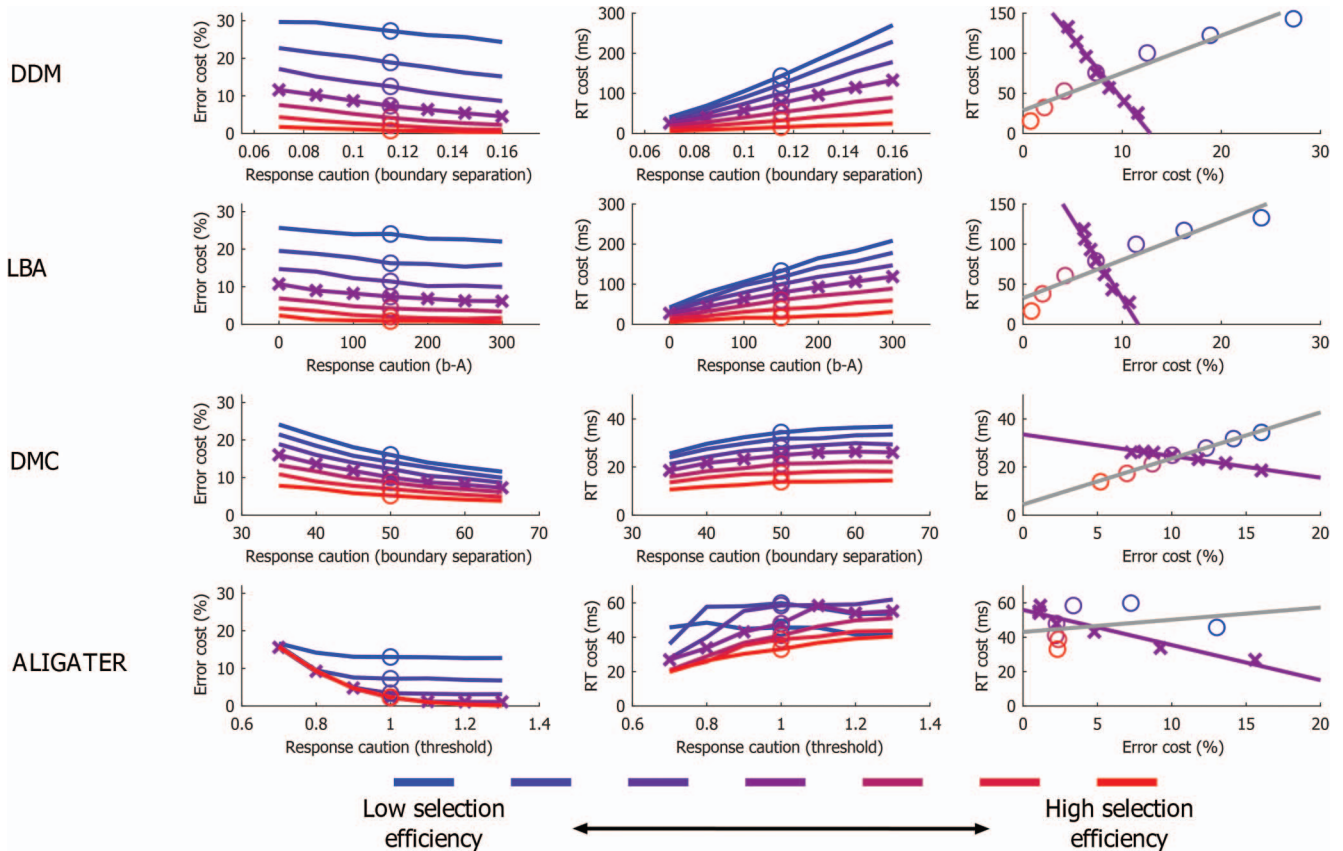 DDM
Error cost (%)
30
20
10
0
0.06 0.08 0.1 0.12 0.14 0.16
Response caution (boundary separation)
RT cost (ms)
300
200
100
0
0.06 0.08 0.1 0.12 0.14 0.16
Response caution (boundary separation)
RT cost (ms)
150
100
50
0
0 10 20 30
Error cost (%)
LBA
Error cost (%)
30
20
10
0
0 100 200 300
Response caution (b-A)
RT cost (ms)
300
200
100
0
0 100 200 300
Response caution (b-A)
RT cost (ms)
150
100
50
0
0 10 20 30
Error cost (%)
DMC
Error cost (%)
30
20
10
0
30 40 50 60 70
Response caution (boundary separation)
RT cost (ms)
40
20
0
30 40 50 60 70
Response caution (boundary separation)
RT cost (ms)
40
20
0
0 5 10 15 20
Error cost (%)
ALIGATER
Error cost (%)
30
20
10
0
0.6 0.8 1 1.2 1.4
Response caution (threshold)
RT cost (ms)
60
40
20
0
0.6 0.8 1 1.2 1.4
Response caution (threshold)
RT cost (ms)
60
40
20
0
0 5 10 15 20
Error cost (%)
Low selection
efficiency
High selection
efficiency